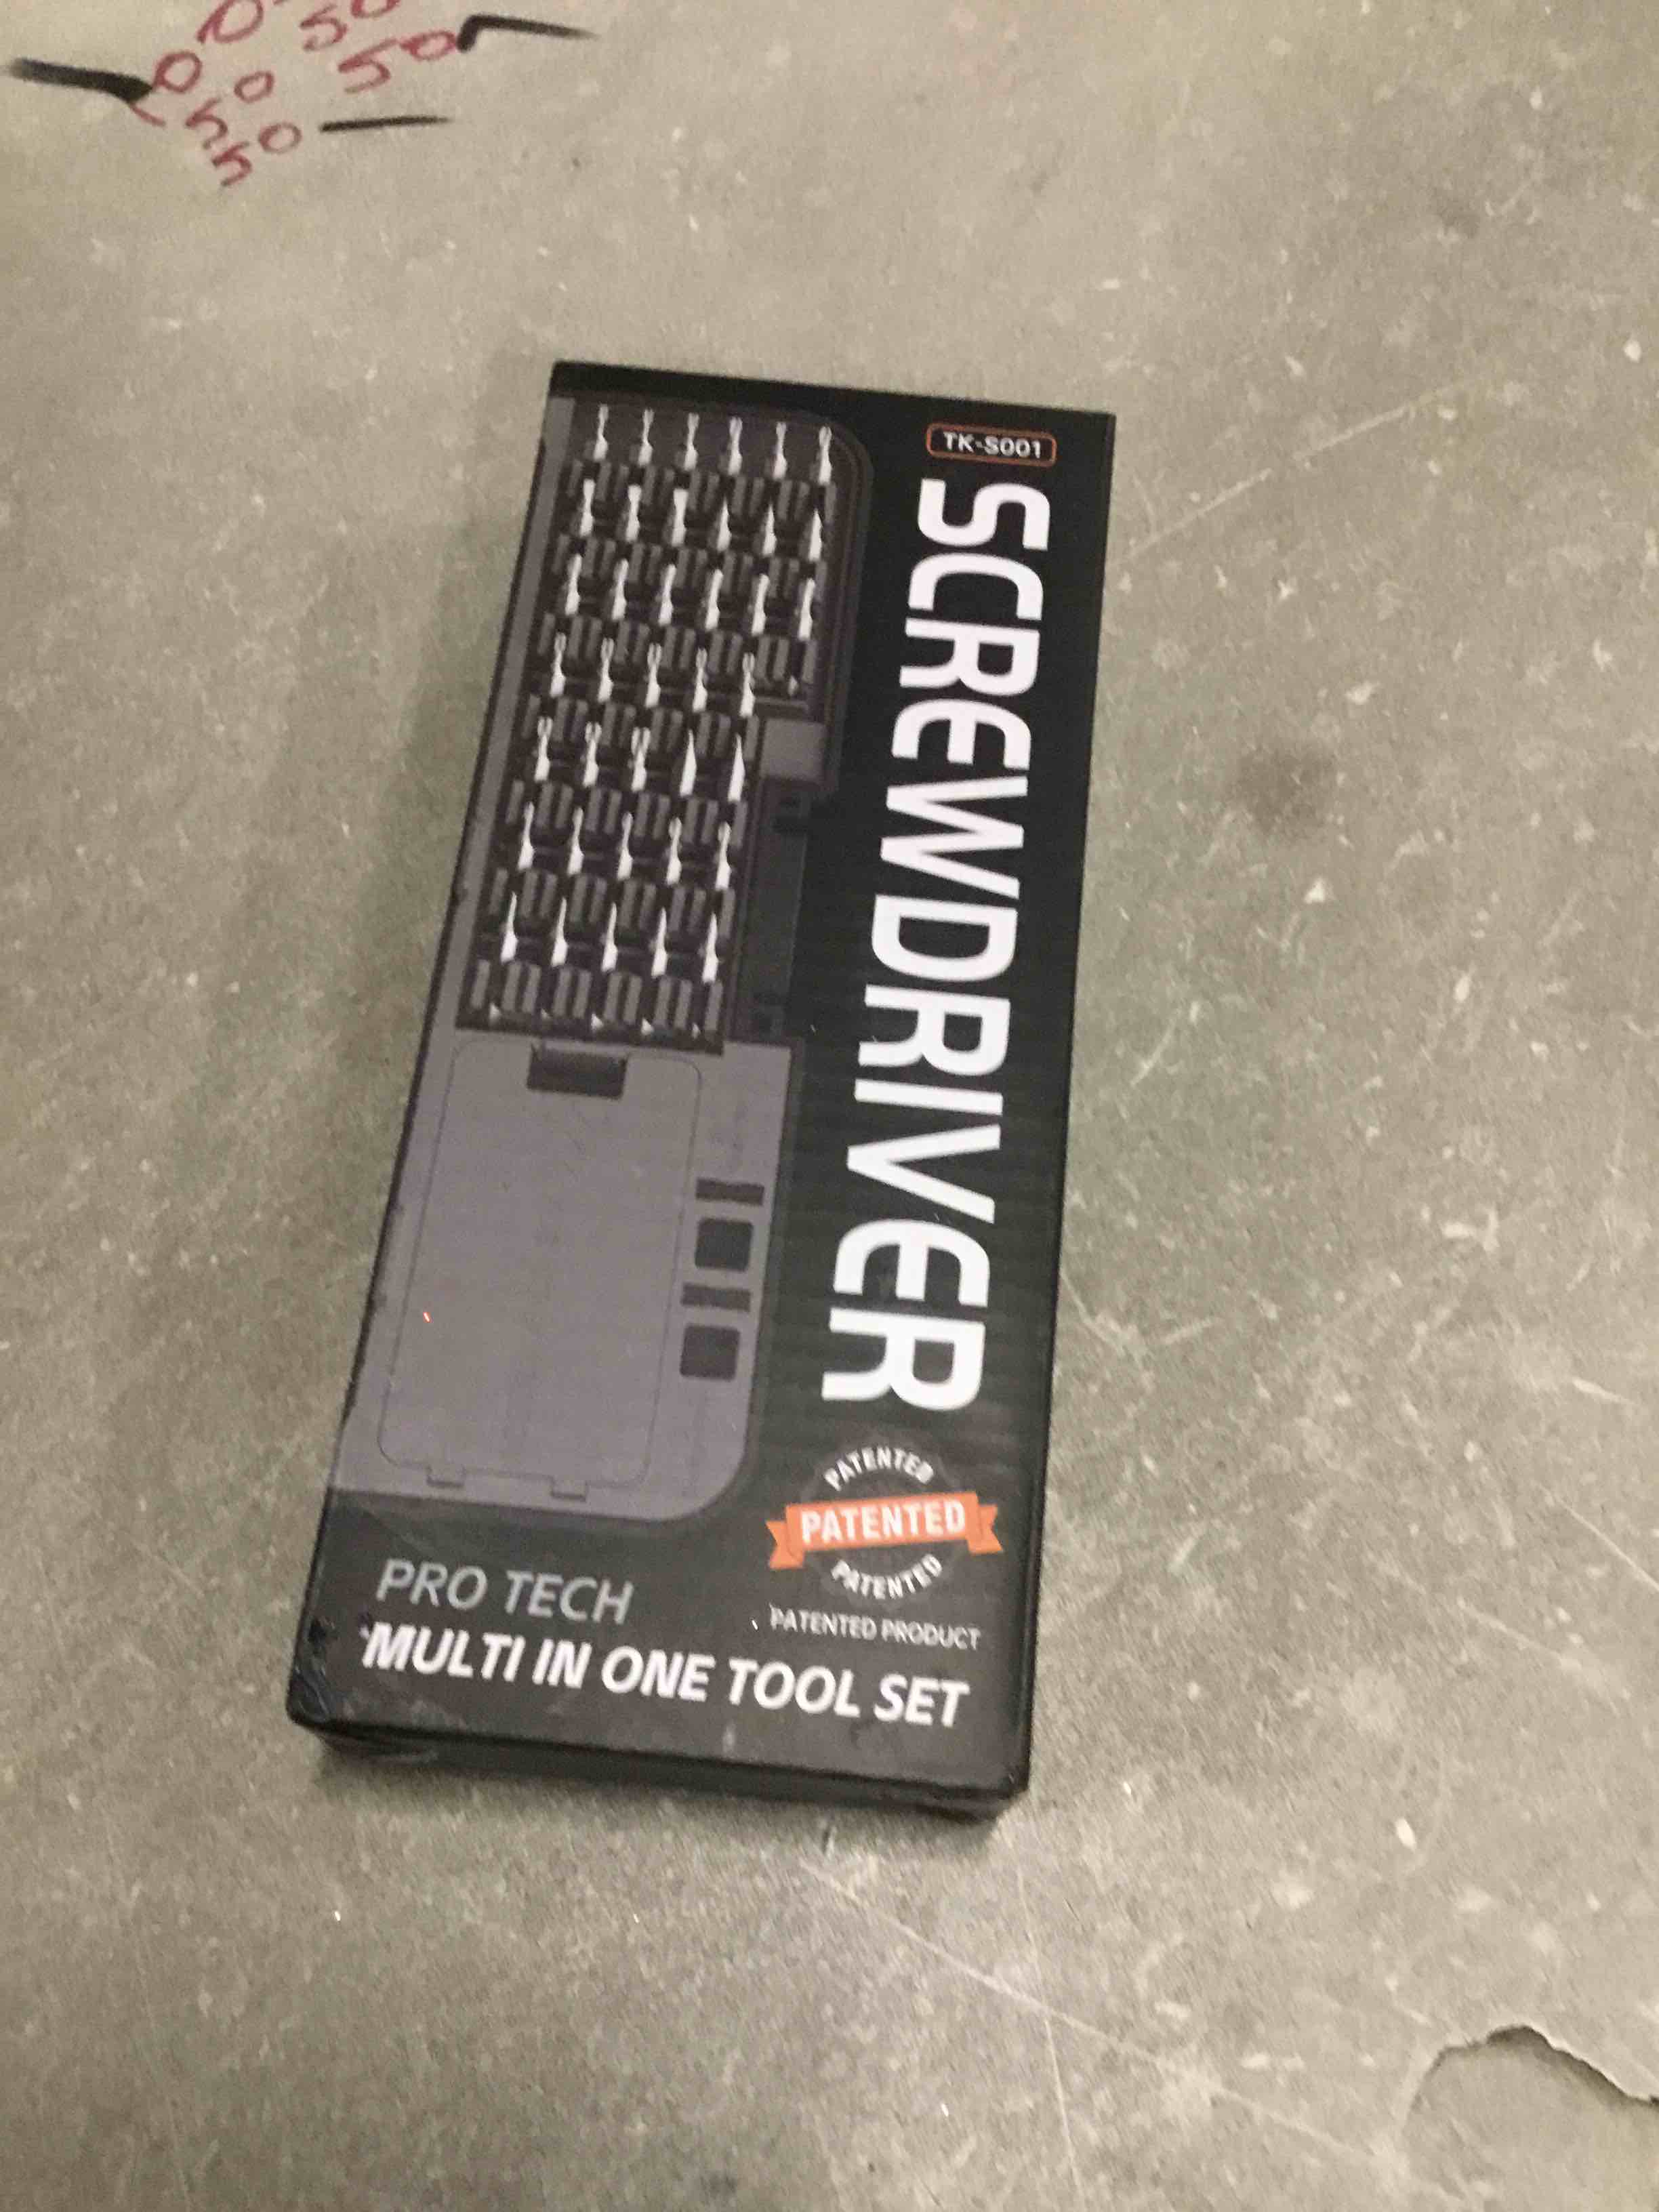 TK-S001
SCREWDRIVER
PATENTED
PATENTED
PATENTED
PATENTED PRODUCT
PRO TECH
MULTI IN ONE TOOL SET